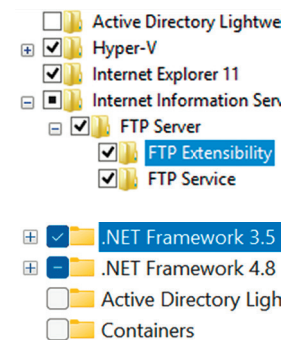 Active Directory Lightwe
Hyper-V
Internet Explorer 11
Internet Information Serv
FTP Server
FTP Extensibility
FTP Service
.NET Framework 3.5
.NET Framework 4.8
Active Directory Ligh
Containers